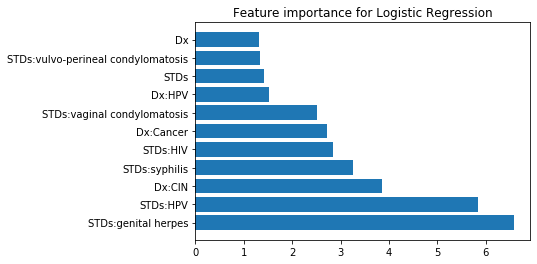 Feature importance for Logistic Regression
Dx
STDs:vulvo-perineal condylomatosis
STDs
Dx:HPV
STDs:vaginal condylomatosis
Dx:Cancer
STDs:HIV
STDs:syphilis
Dx:CIN
STDs:HPV
STDs:genital herpes
0 1 2 3 4 5 6